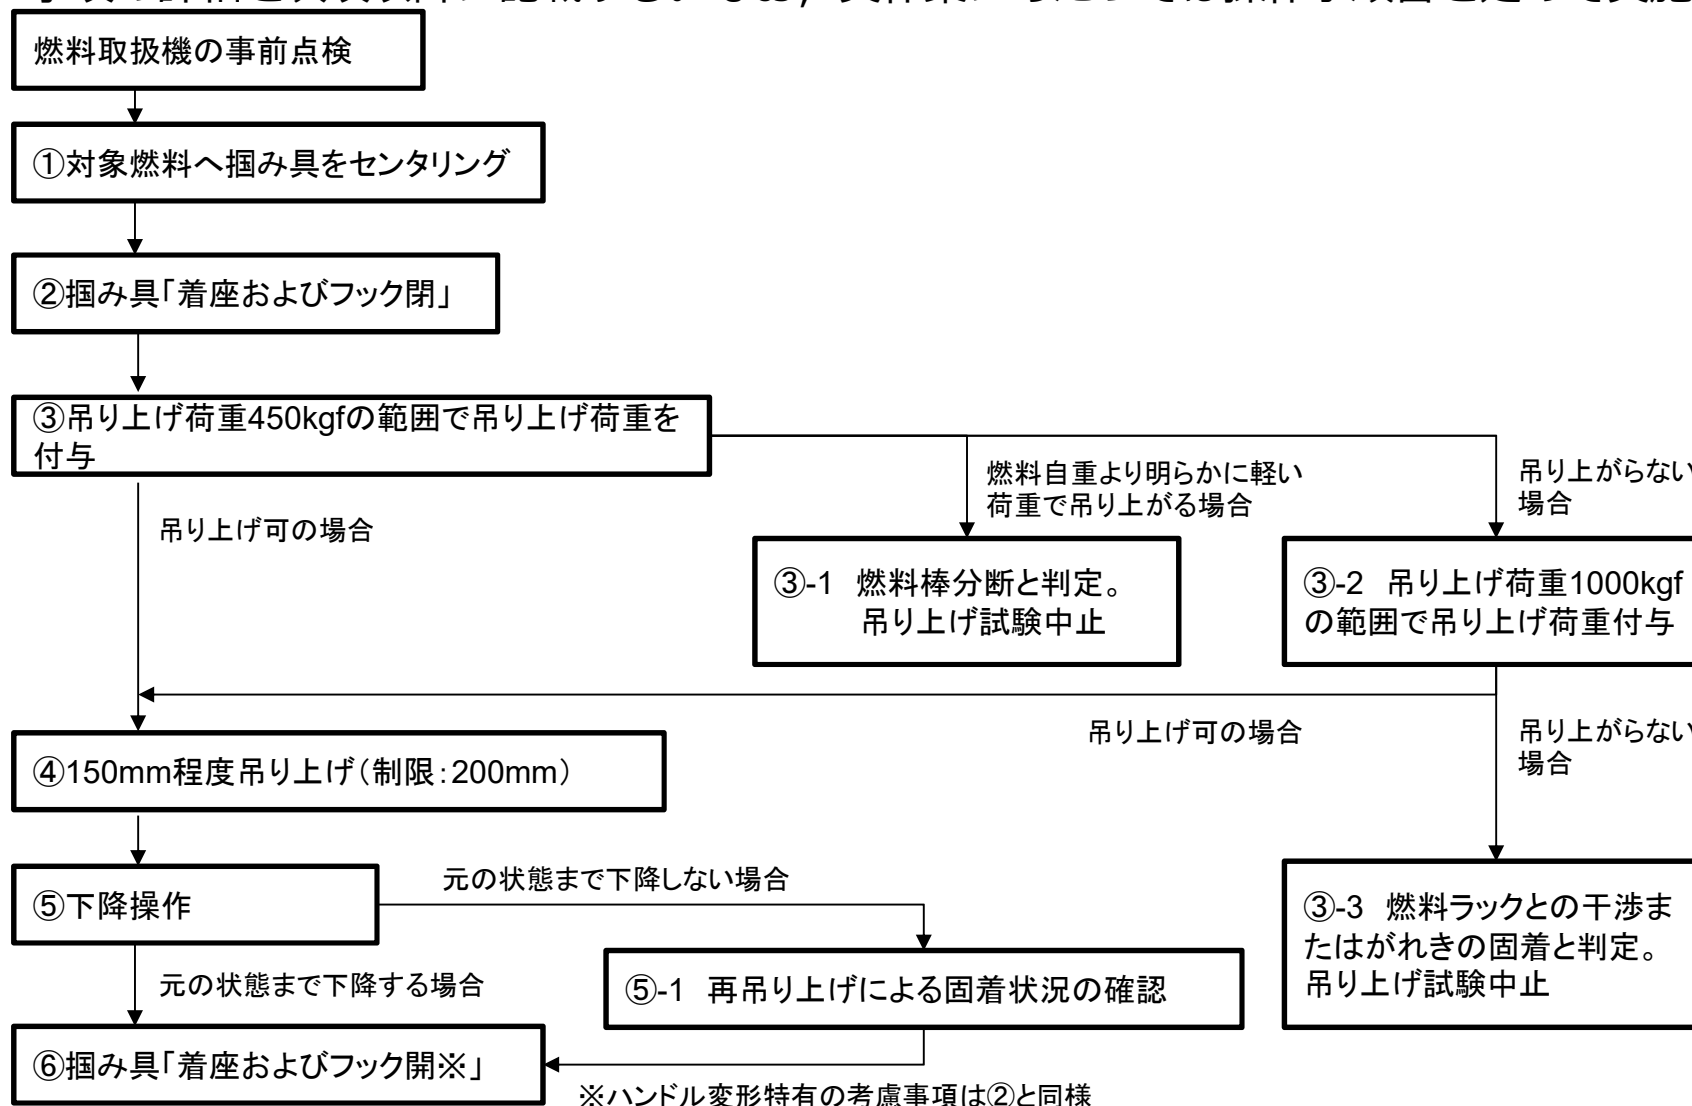 燃料取扱機の事前点検
①対象燃料へ掴み具をセンタリング
②掴み具「着座およびフック閉」
③吊り上げ荷重450kgfの範囲で吊り上げ荷重を
付与
燃料自重より明らかに軽い
荷重で吊り上がる場合
吊り上がらない
場合
吊り上げ可の場合
③-1 燃料棒分断と判定。
吊り上げ試験中止
③-2 吊り上げ荷重1000kgf
の範囲で吊り上げ荷重付与
吊り上げ可の場合
吊り上がらない
場合
④150mm程度吊り上げ（制限：200mm）
⑤下降操作
元の状態まで下降しない場合
③-3 燃料ラックとの干渉ま
たはがれきの固着と判定。
吊り上げ試験中止
元の状態まで下降する場合
⑤-1 再吊り上げによる固着状況の確認
⑥掴み具「着座およびフック開※」
※ハンドル変形特有の考慮事項は②と同様